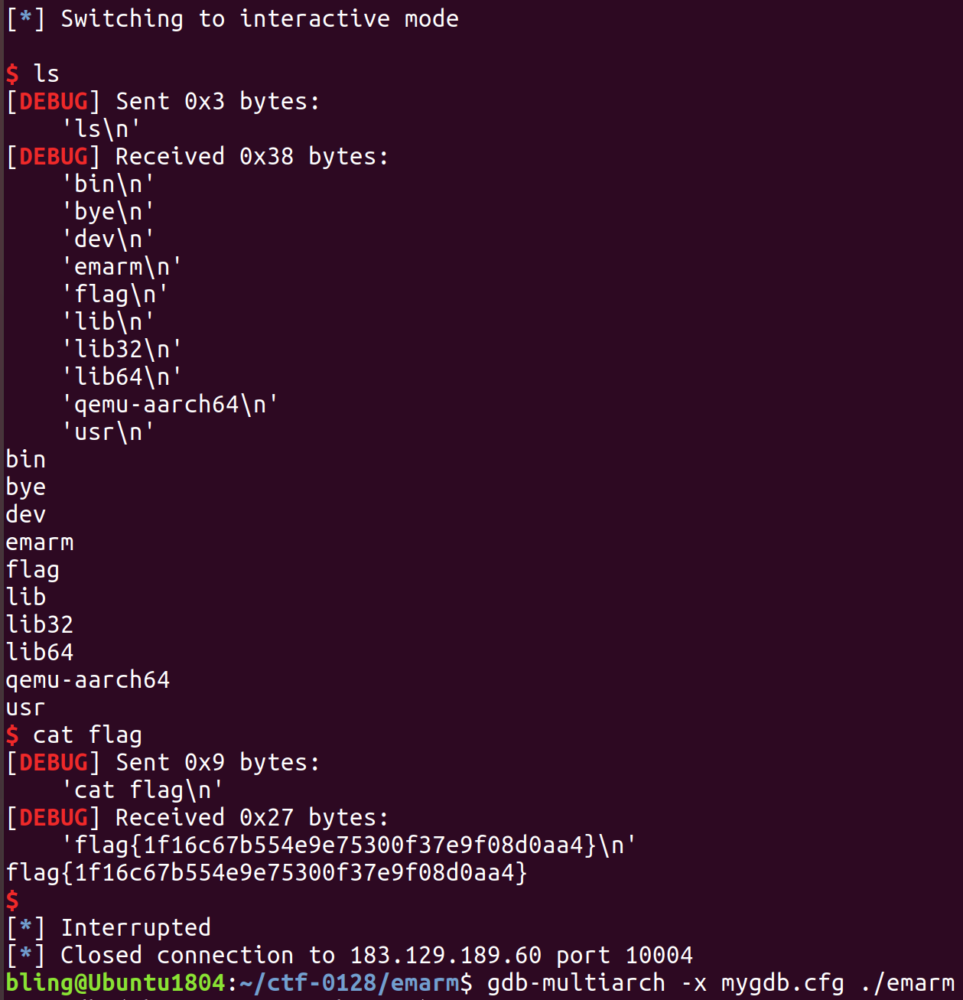 [*] Switching to interactive mode
$ ls
[DEBUG] Sent 0x3 bytes:
'ls\n'
[DEBUG] Received 0x38 bytes:
'bin\n'
'bye\n'
'dev\n'
'emarm\n'
'flag\n'
'lib\n'
'lib32\n'
'lib64\n'
'qemu-aarch64\n'
'usr\n'
bin
bye
dev
emarm
flag
lib
lib32
lib64
qemu-aarch64
usr
$ cat flag
[DEBUG] Sent 0x9 bytes:
'cat flag\n'
[DEBUG] Received 0x27 bytes:
'flag{1f16c67b554e9e75300f37e9f08d0aa4}\n'
flag{1f16c67b554e9e75300f37e9f08d0aa4}
$
[*] Interrupted
[*] Closed connection to 183.129.189.60 port 10004
bling@Ubuntu1804:~/ctf-0128/emarm$ gdb-multiarch -x mygdb.cfg ./emarm